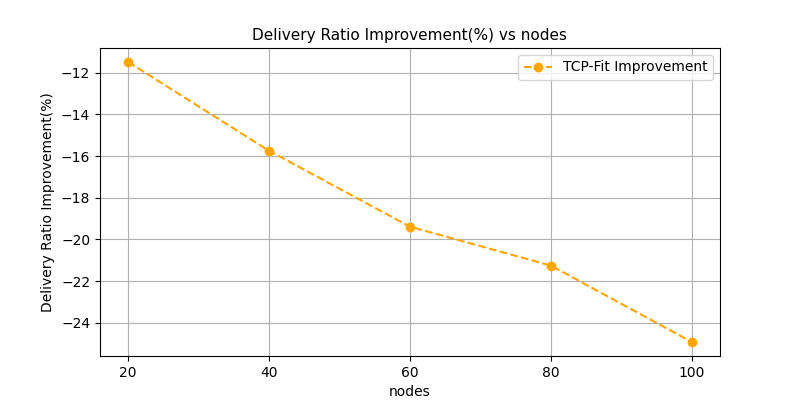 Delivery Ratio Improvement(%) vs nodes
TCP-Fit Improvement
Delivery Ratio Improvement(%)
−12
−14
−16
−18
−20
−22
−24
20 40 60 80 100
nodes